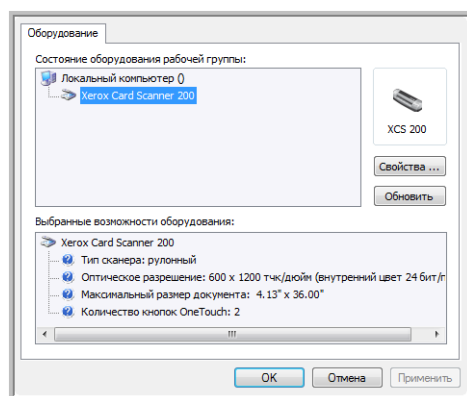 Оборудование
Состояние оборудования рабочей группы:
Локальный компьютер ()
Xerox Card Scanner 200
XCS 200
Свойства ...
Обновить
Выбранные возможности оборудования:
Xerox Card Scanner 200
Тип сканера: рулонный
Оптическое разрешение: 600 x 1200 тчк/дюйм (внутренний цвет 24 бит/п
Максимальный размер документа: 4.13" x 36.00"
Количество кнопок OneTouch: 2
OK
Отмена
Применить